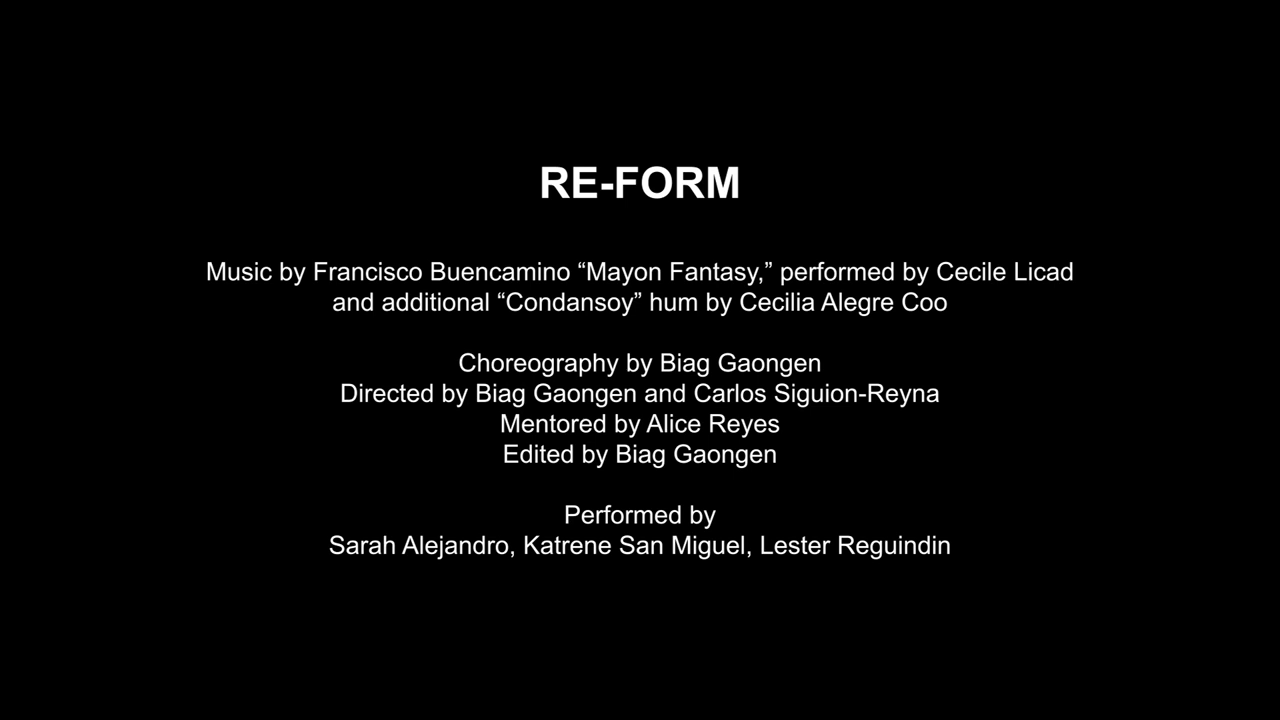 RE-FORM
Music by Francisco Buencamino “Mayon Fantasy,” performed by Cecile Licad
and additional “Condansoy” hum by Cecilia Alegre Coo
Choreography by Biag Gaongen
Directed by Biag Gaongen and Carlos Siguion-Reyna
Mentored by Alice Reyes
Edited by Biag Gaongen
Performed by
Sarah Alejandro, Katrene San Miguel, Lester Reguindin